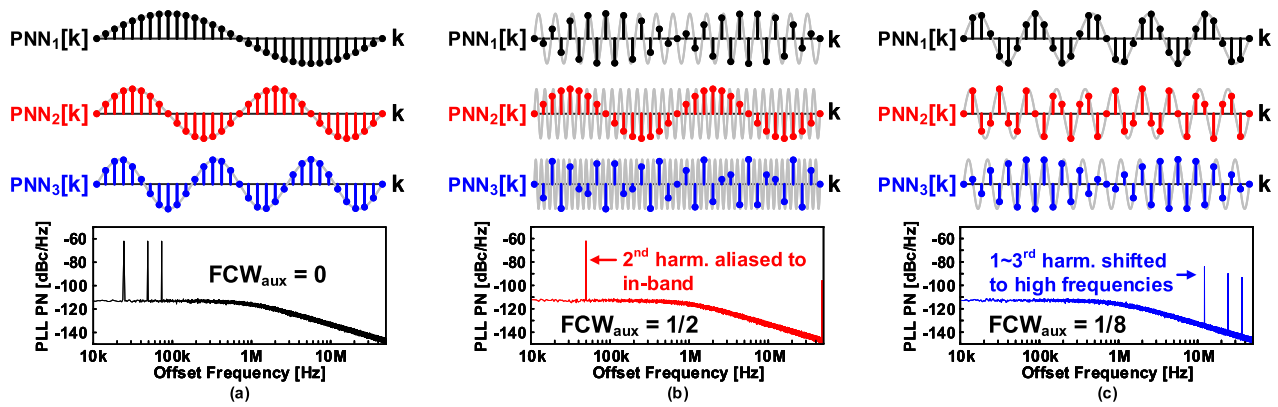 PNN1[k] k
PNN2[k] k
PNN3[k] k
PLL PN [dBc/Hz]
-60
-80
-100
-120
-140
FCWaux = 0
10k 100k 1M 10M
Offset Frequency [Hz]
(a)
PNN1[k] k
PNN2[k] k
PNN3[k] k
PLL PN [dBc/Hz]
-60
-80
-100
-120
-140
2nd harm. aliased to
in-band
FCWaux = 1/2
10k 100k 1M 10M
Offset Frequency [Hz]
(b)
PNN1[k] k
PNN2[k] k
PNN3[k] k
PLL PN [dBc/Hz]
-60
-80
-100
-120
-140
1~3rd harm. shifted
to high frequencies
FCWaux = 1/8
10k 100k 1M 10M
Offset Frequency [Hz]
(c)